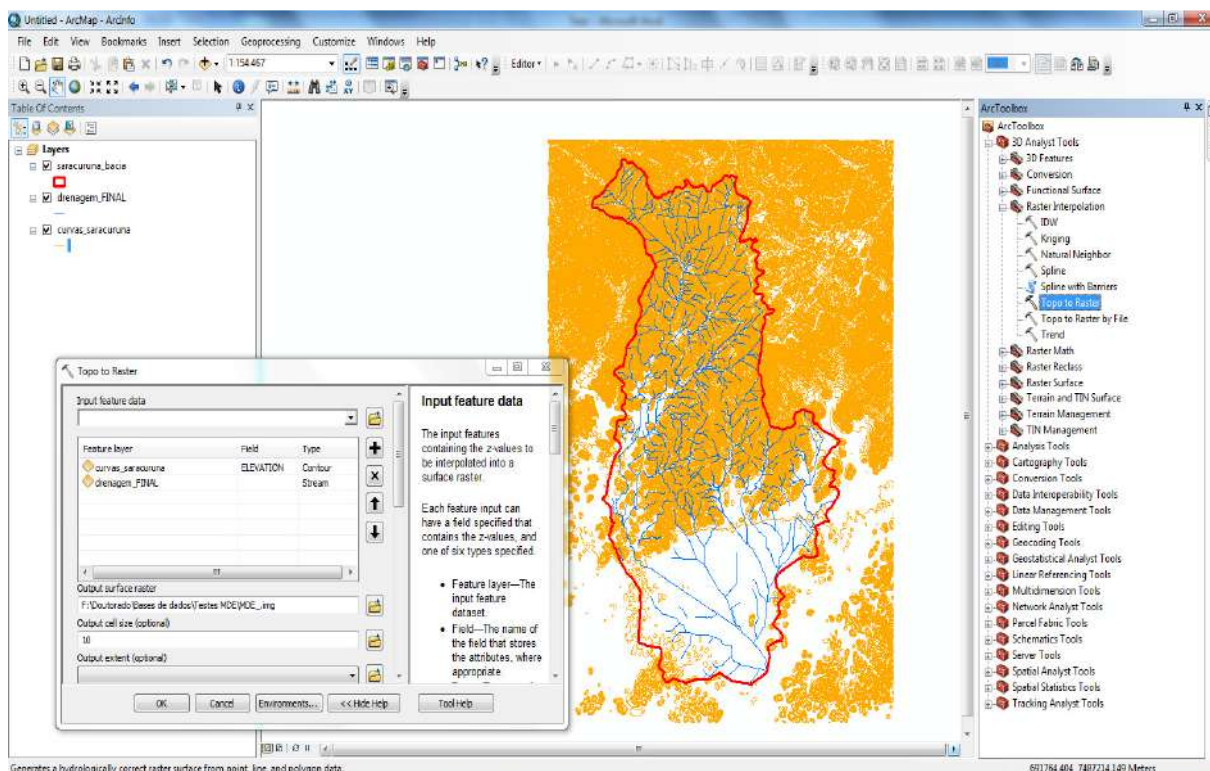 Untitled - ArcMap - ArcInfo
File Edit View Bookmarks Insert Selection Geoprocessing Customize Windows Help
1:154.467
Editor
Table Of Contents
Layers
saracuruna_bacia
drenagem_FINAL
curvas_saracuruna
Topo to Raster
Input feature data
Feature layer Field Type
curvas_saracuruna ELEVATION Contour
drenagem_FINAL Stream
Output surface raster
F:\Doutorado\Bases de dados\Testes MDE\MDE_.img
Output cell size (optional)
10
Output extent (optional)
OK Cancel Environments... << Hide Help Tool Help
Input feature data
The input features
containing the z-values to
be interpolated into a
surface raster.
Each feature input can
have a field specified that
contains the z-values, and
one of six types specified.
• Feature layer—The
input feature
dataset.
• Field—The name of
the field that stores
the attributes, where
appropriate
ArcToolbox
ArcToolbox
3D Analyst Tools
3D Features
Conversion
Functional Surface
Raster Interpolation
IDW
Kriging
Natural Neighbor
Spline
Spline with Barriers
Topo to Raster
Topo to Raster by File
Trend
Raster Math
Raster Reclass
Raster Surface
Terrain and TIN Surface
Terrain Management
TIN Management
Analysis Tools
Cartography Tools
Conversion Tools
Data Interoperability Tools
Data Management Tools
Editing Tools
Geocoding Tools
Geostatistical Analyst Tools
Linear Referencing Tools
Multidimension Tools
Network Analyst Tools
Parcel Fabric Tools
Schematics Tools
Server Tools
Spatial Analyst Tools
Spatial Statistics Tools
Tracking Analyst Tools
Generates a hydrologically correct raster surface from point, line, and polygon data.
691764,404 7487214,149 Meters